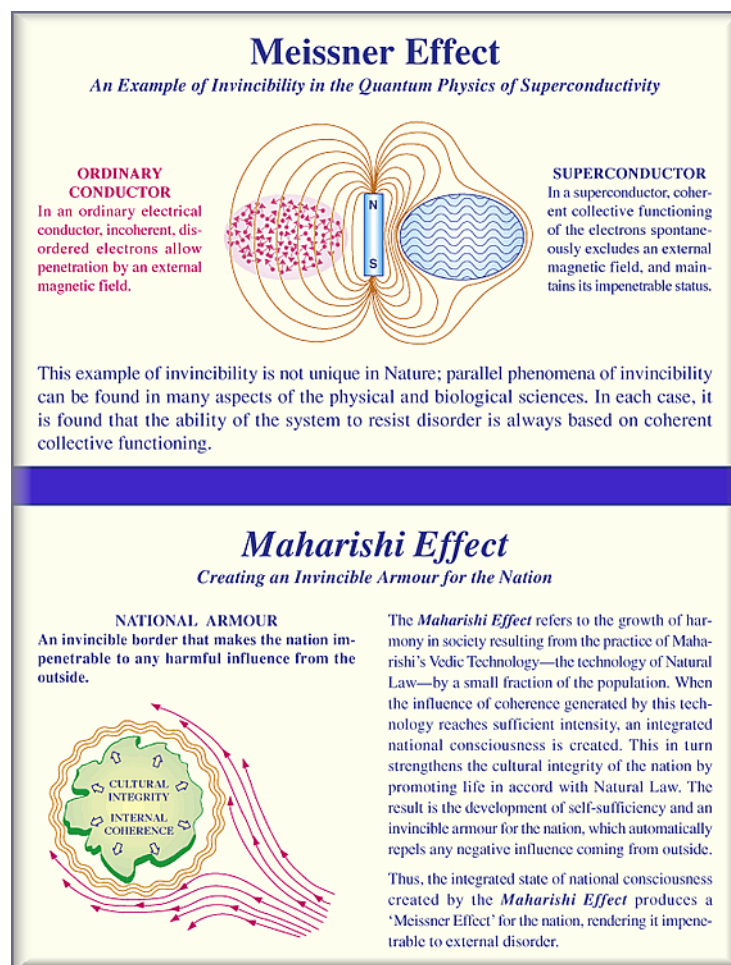 Meissner Effect
An Example of Invincibility in the Quantum Physics of Superconductivity
ORDINARY
CONDUCTOR
In an ordinary electrical
conductor, incoherent, dis-
ordered electrons allow
penetration by an external
magnetic field.
N
S
SUPERCONDUCTOR
In a superconductor, coher-
ent collective functioning
of the electrons spontane-
ously excludes an external
magnetic field, and main-
tains its impenetrable status.
This example of invincibility is not unique in Nature; parallel phenomena of invincibility
can be found in many aspects of the physical and biological sciences. In each case, it
is found that the ability of the system to resist disorder is always based on coherent
collective functioning.
Maharishi Effect
Creating an Invincible Armour for the Nation
NATIONAL ARMOUR
An invincible border that makes the nation im-
penetrable to any harmful influence from the
outside.
CULTURAL
INTEGRITY
INTERNAL
COHERENCE
The Maharishi Effect refers to the growth of har-
mony in society resulting from the practice of Maha-
rishi's Vedic Technology—the technology of Natural
Law—by a small fraction of the population. When
the influence of coherence generated by this tech-
nology reaches sufficient intensity, an integrated
national consciousness is created. This in turn
strengthens the cultural integrity of the nation by
promoting life in accord with Natural Law. The
result is the development of self-sufficiency and an
invincible armour for the nation, which automatically
repels any negative influence coming from outside.
Thus, the integrated state of national consciousness
created by the Maharishi Effect produces a
'Meissner Effect' for the nation, rendering it impene-
trable to external disorder.